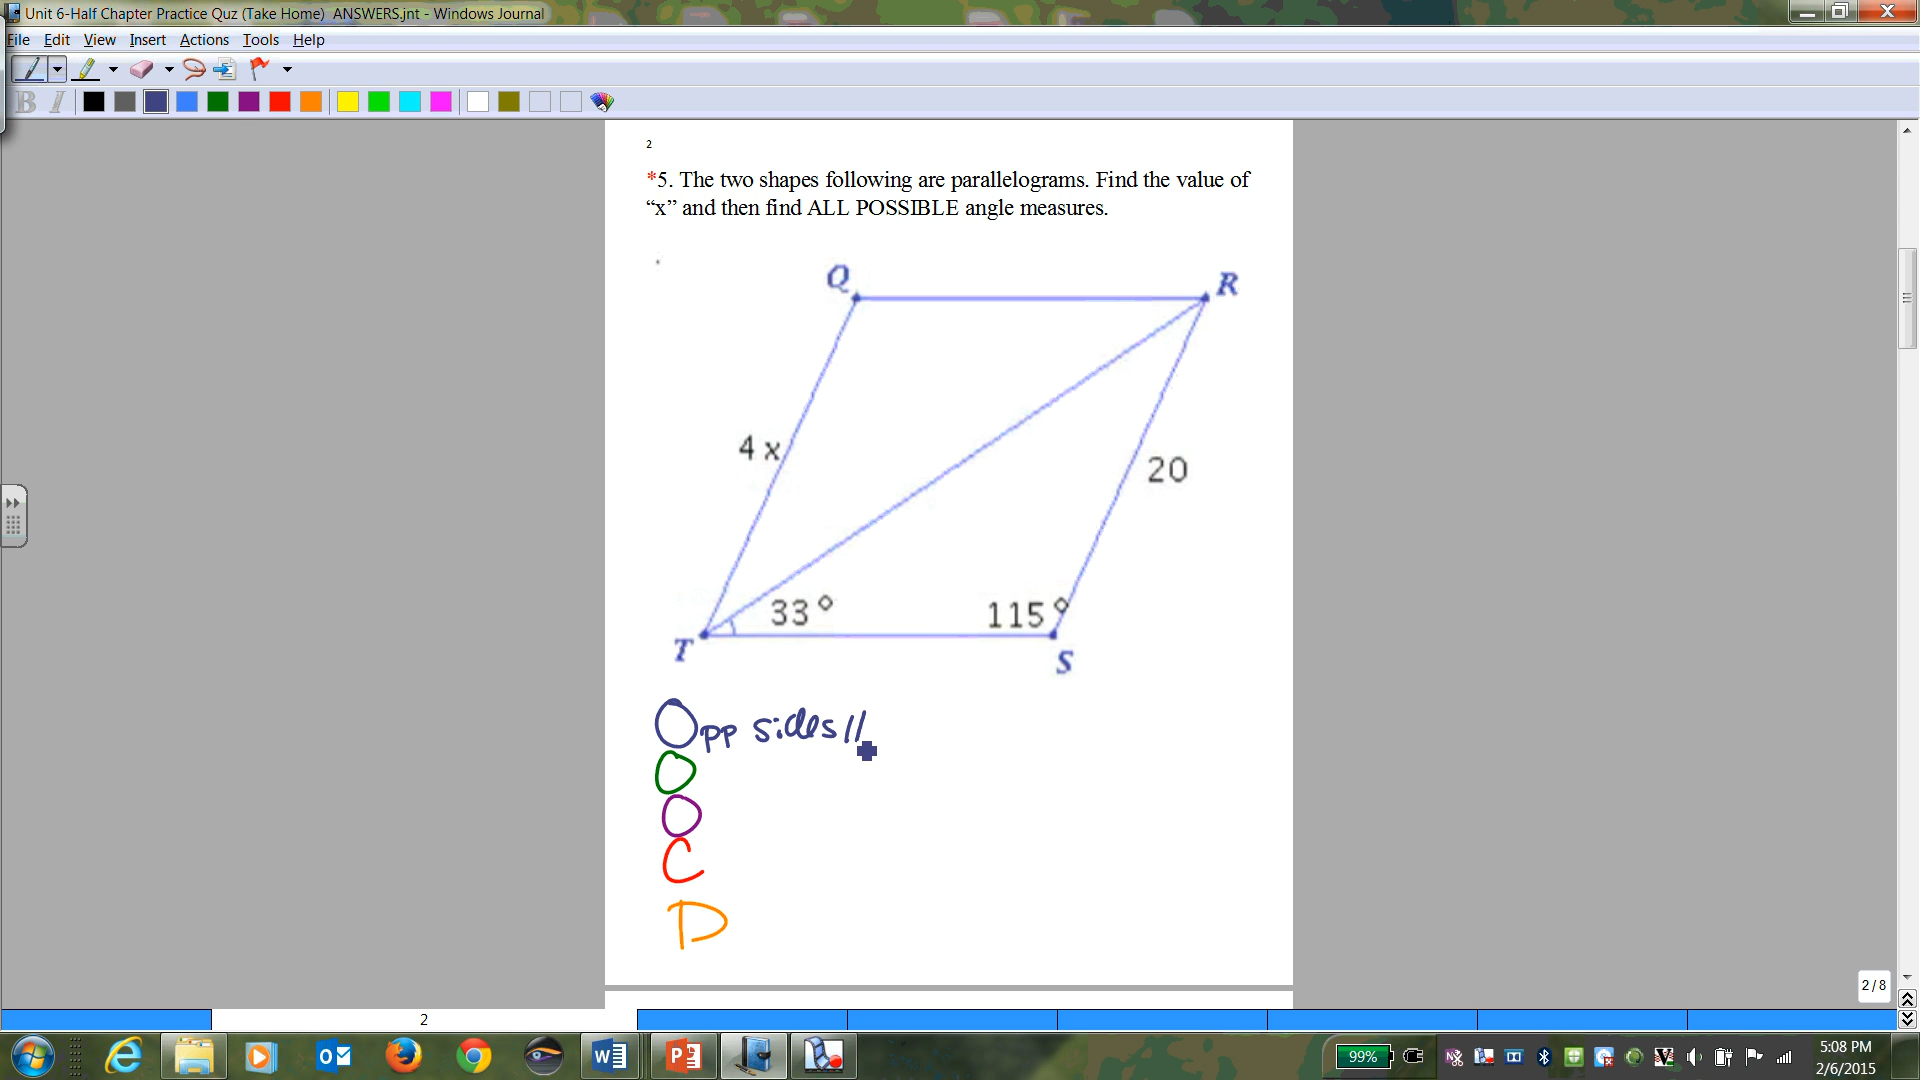 Unit 6-Half Chapter Practice Quz (Take Home)  ANSWERS.jnt - Windows Journal
File Edit View Insert Actions Tools Help
B I
2
*5. The two shapes following are parallelograms. Find the value of
“x” and then find ALL POSSIBLE angle measures.
Q
R
4 x
20
33°
115°
T
S
Opp sides //
O
O
C
D
2 / 8
2
99%
5:08 PM
2/6/2015